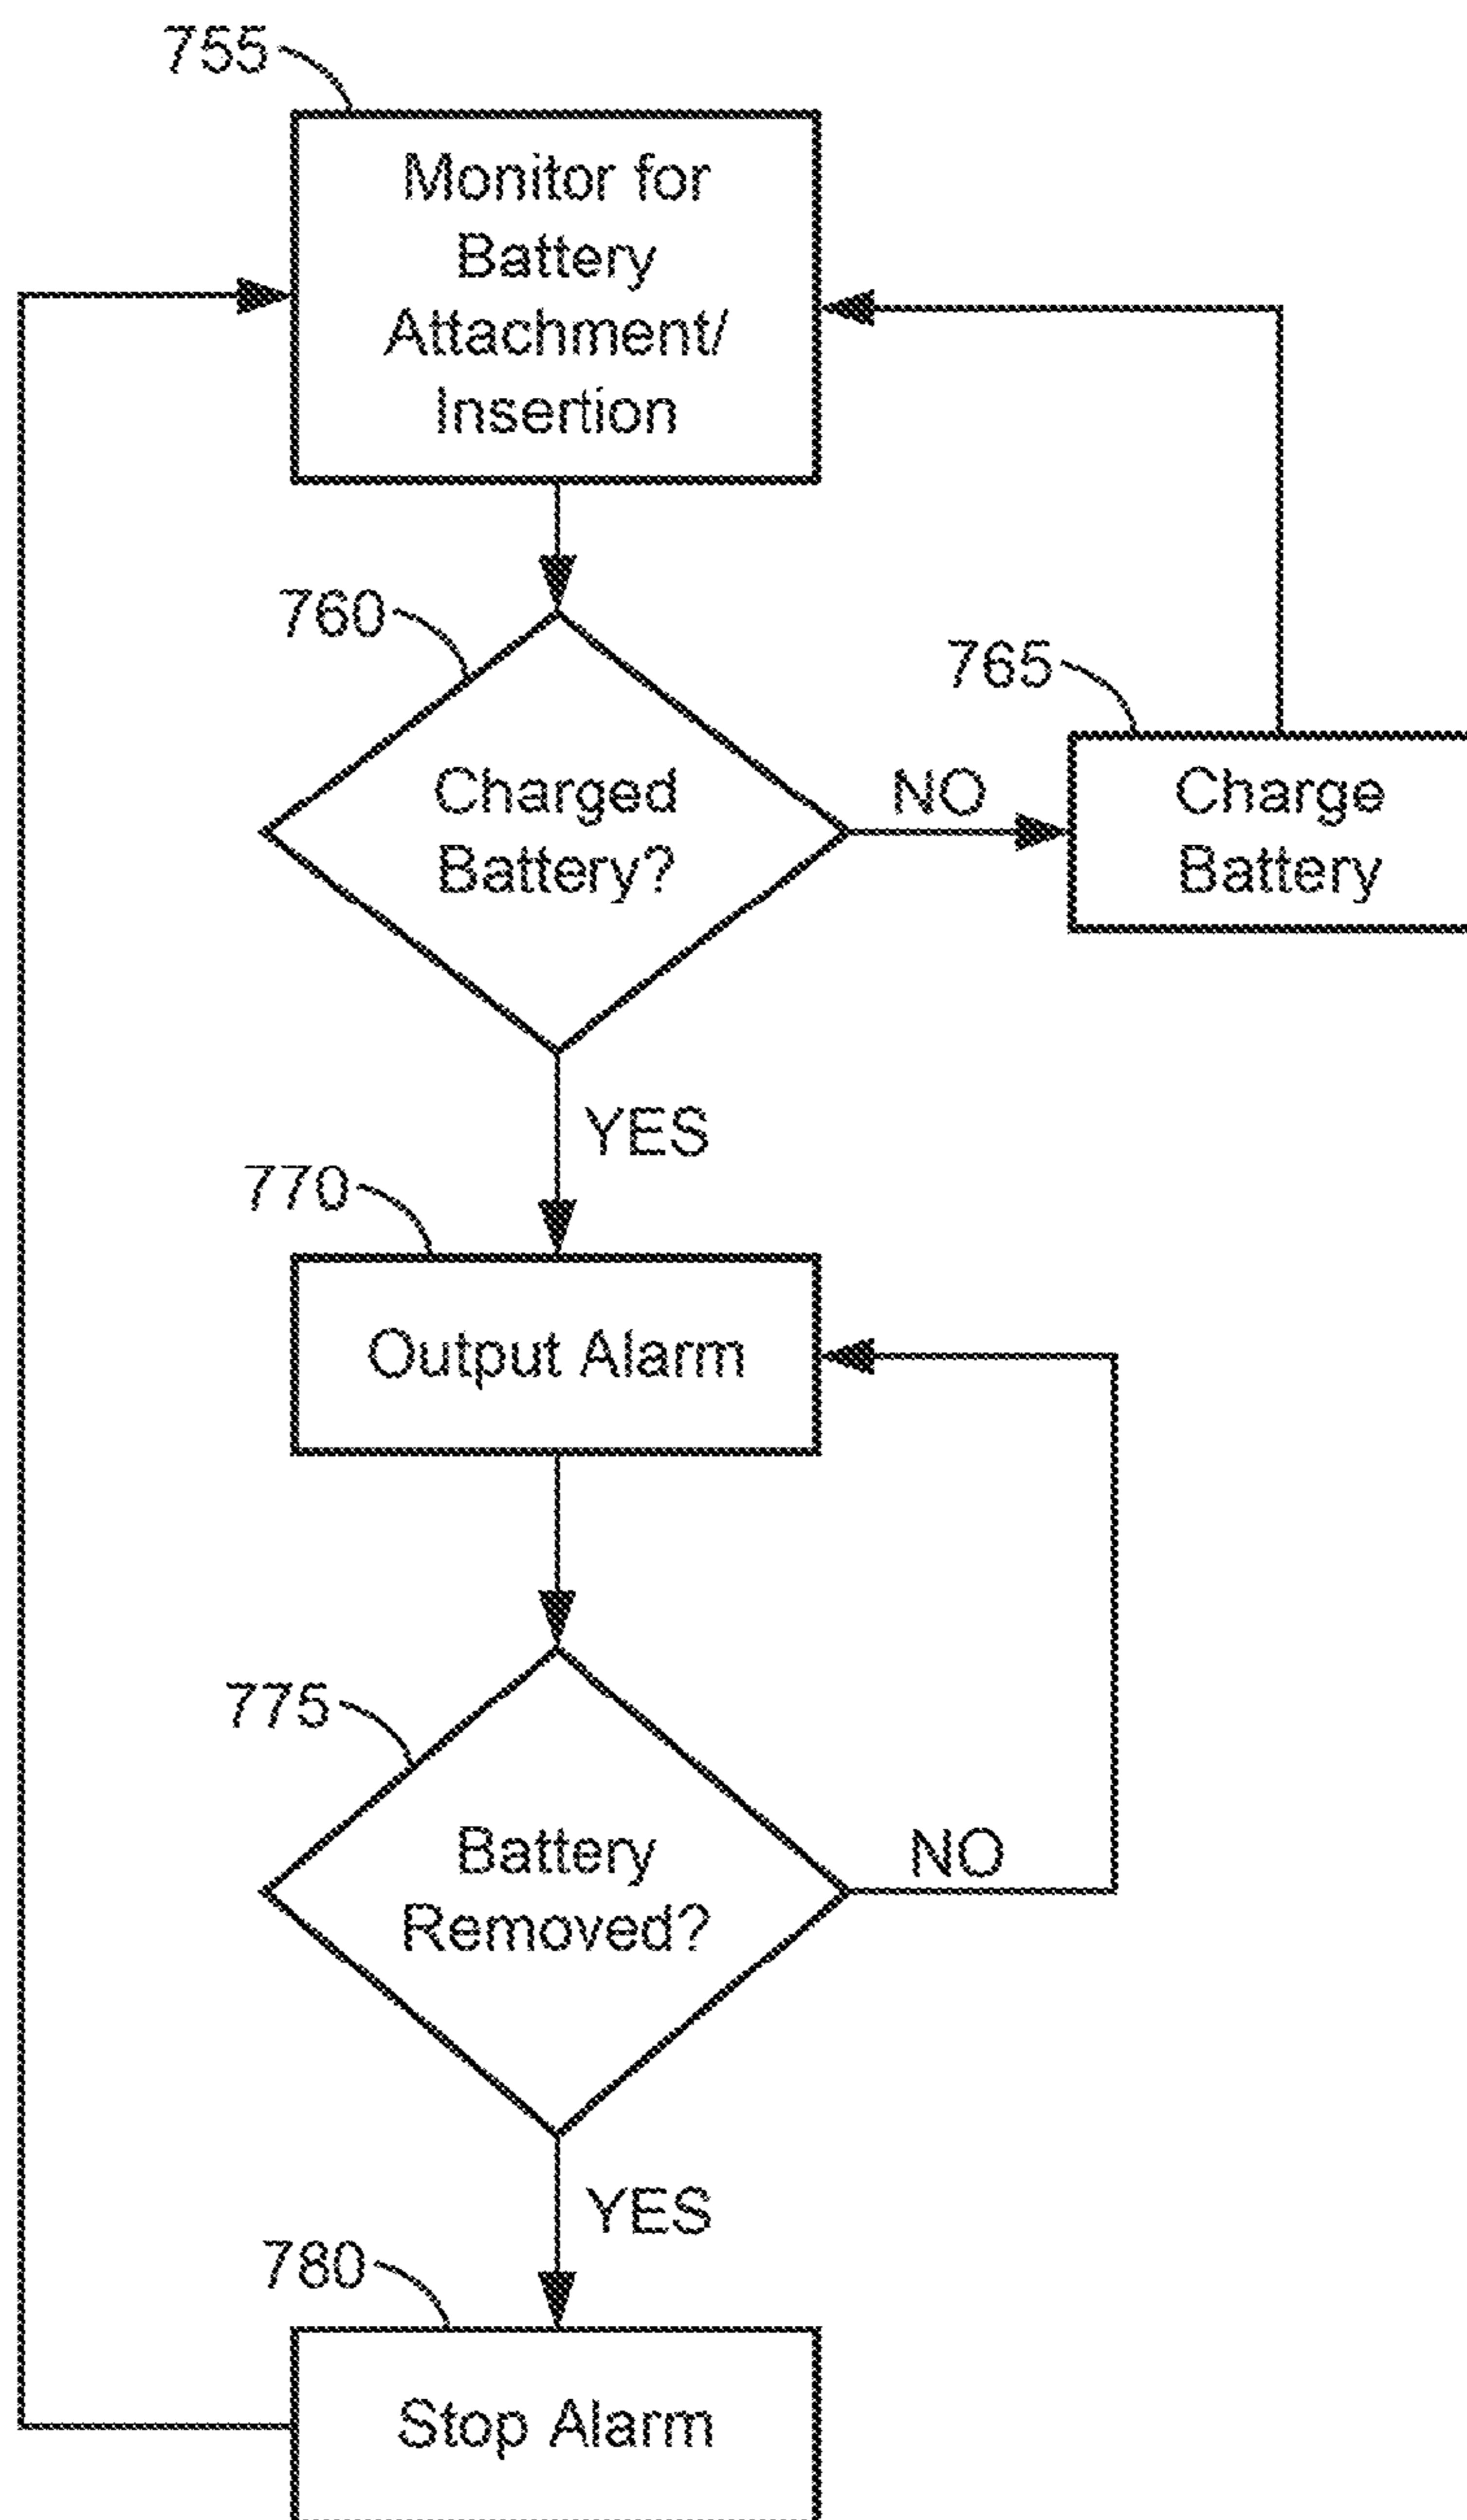 755
Monitor for
Battery
Attachment/
Insertion
760
Charged
Battery?
NO
765
Charge
Battery
YES
770
Output Alarm
775
Battery
Removed?
NO
YES
780
Stop Alarm